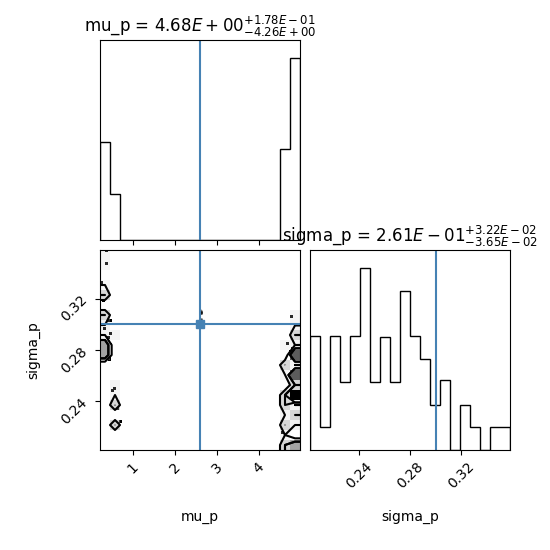 mu_p = 4.68E + 00+1.78E − 01
−4.26E + 00
sigma_p = 2.61E − 01+3.22E − 02
−3.65E − 02
sigma_p
0.32
0.28
0.24
1 2 3 4
0.24 0.28 0.32
mu_p
sigma_p